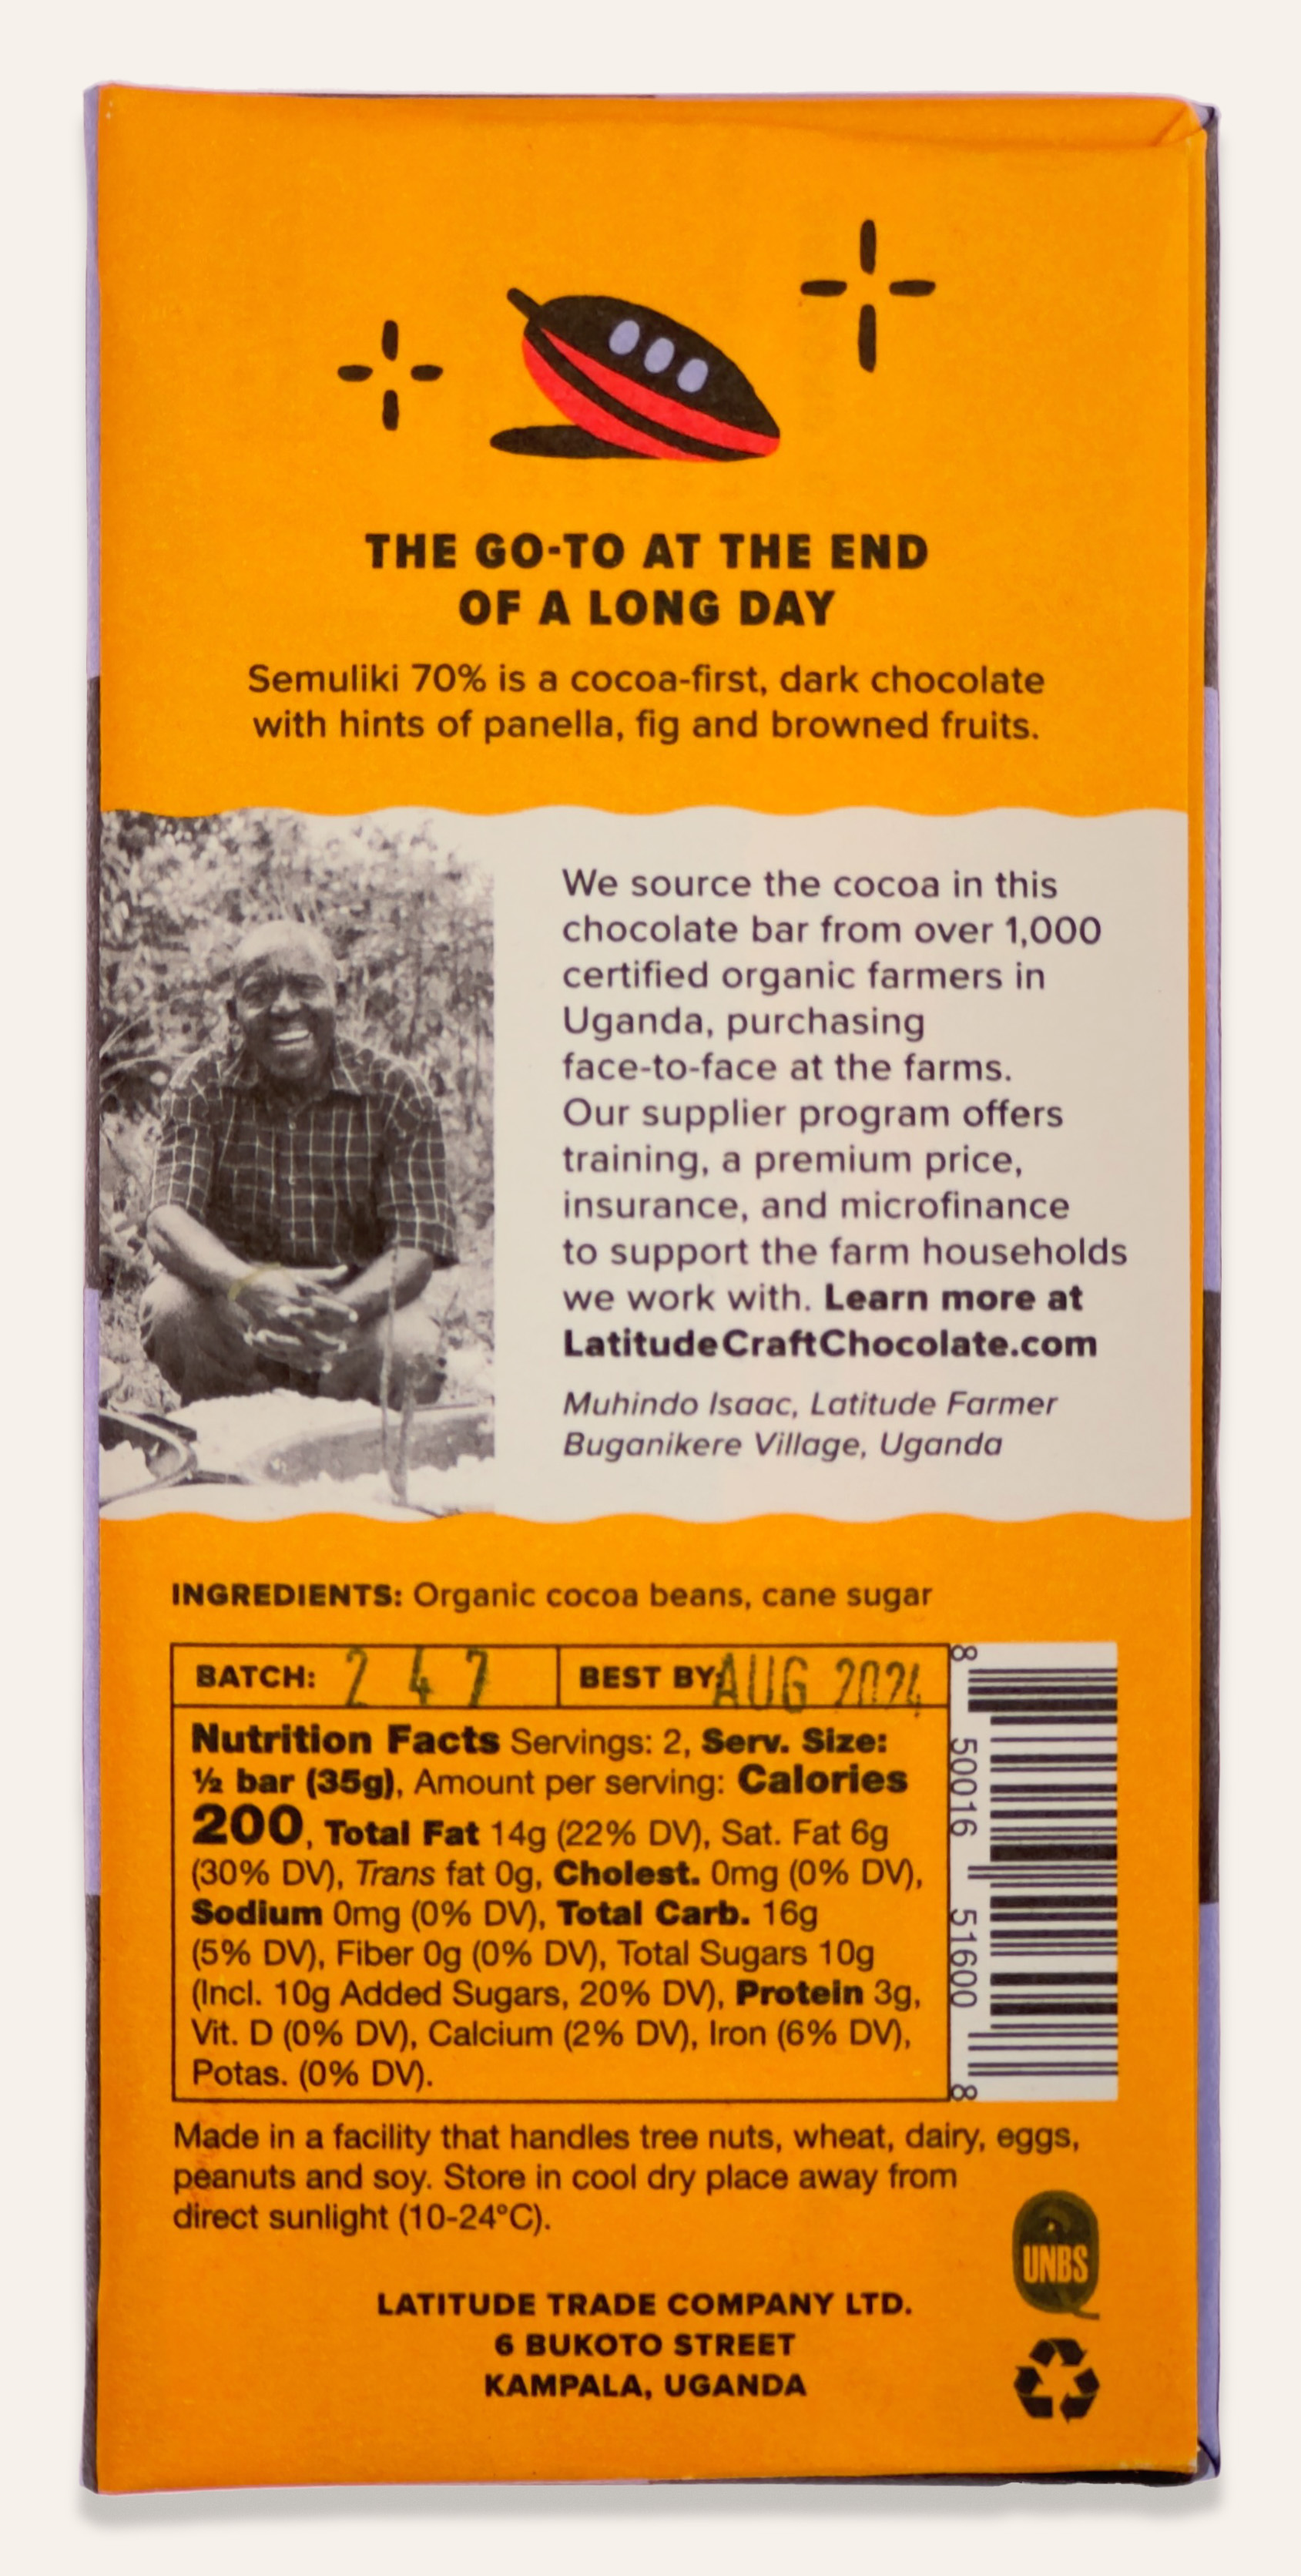 THE GO-TO AT THE END
OF A LONG DAY
Semuliki 70% is a cocoa-first, dark chocolate
with hints of panella, fig and browned fruits.
We source the cocoa in this
chocolate bar from over 1,000
certified organic farmers in
Uganda, purchasing
face-to-face at the farms.
Our supplier program offers
training, a premium price,
insurance, and microfinance
to support the farm households
we work with. Learn more at
LatitudeCraftChocolate.com
Muhindo Isaac, Latitude Farmer
Buganikere Village, Uganda
INGREDIENTS: Organic cocoa beans, cane sugar
BATCH: 247 BEST BY: AUG 2024
Nutrition Facts Servings: 2, Serv. Size:
½ bar (35g), Amount per serving: Calories
200, Total Fat 14g (22% DV), Sat. Fat 6g
(30% DV), Trans fat 0g, Cholest. 0mg (0% DV),
Sodium 0mg (0% DV), Total Carb. 16g
(5% DV), Fiber 0g (0% DV), Total Sugars 10g
(Incl. 10g Added Sugars, 20% DV), Protein 3g,
Vit. D (0% DV), Calcium (2% DV), Iron (6% DV),
Potas. (0% DV).
8 50016 51600 8
Made in a facility that handles tree nuts, wheat, dairy, eggs,
peanuts and soy. Store in cool dry place away from
direct sunlight (10-24°C).
UNBS
LATITUDE TRADE COMPANY LTD.
6 BUKOTO STREET
KAMPALA, UGANDA